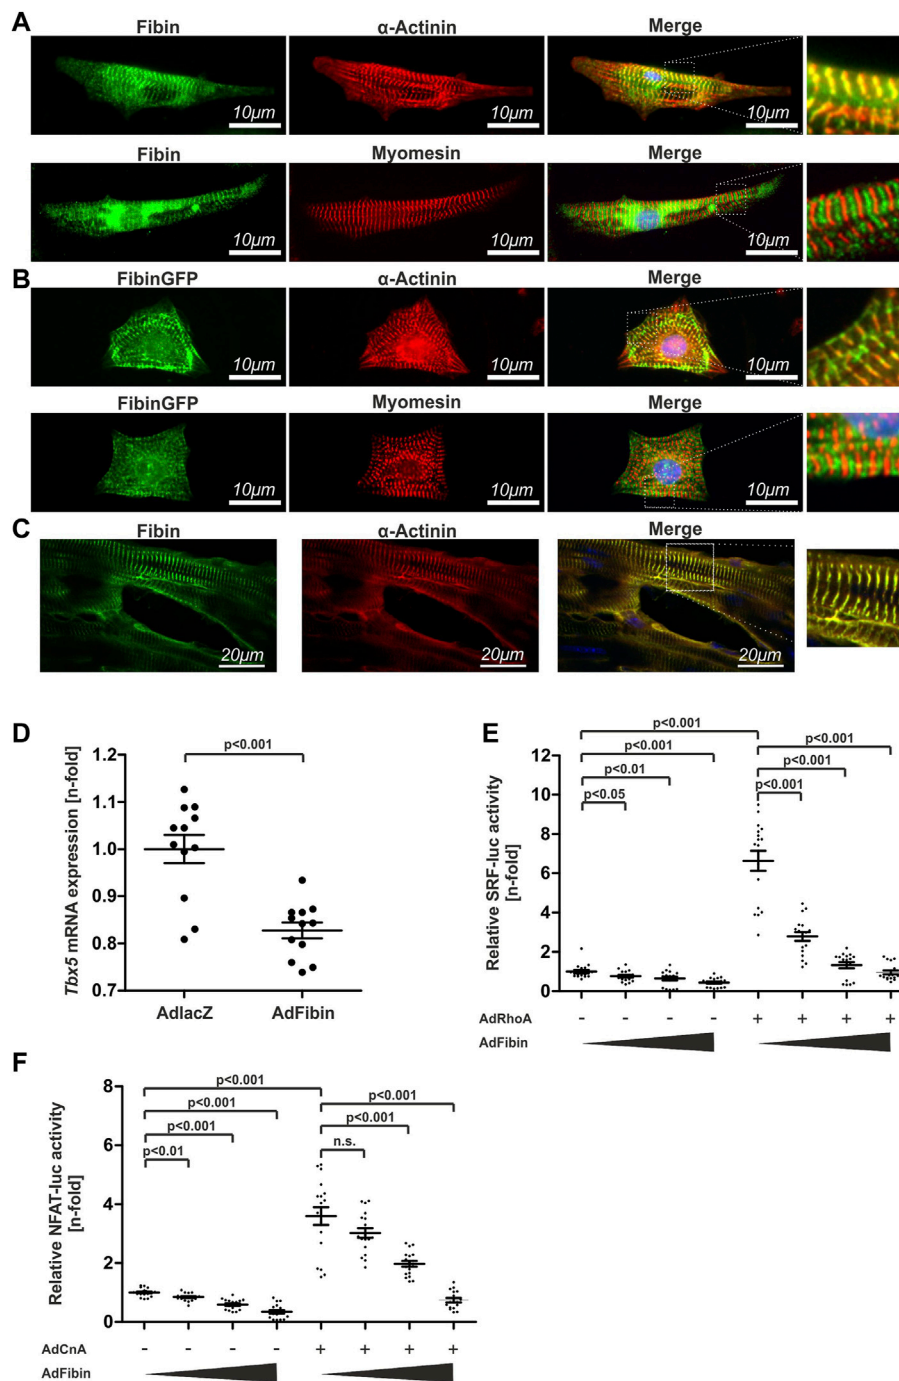 A
Fibin α-Actinin Merge
10µm 10µm 10µm
Fibin Myomesin Merge
10µm 10µm 10µm
B
FibinGFP α-Actinin Merge
10µm 10µm 10µm
FibinGFP Myomesin Merge
10µm 10µm 10µm
C
Fibin α-Actinin Merge
20µm 20µm 20µm
D
Tbx5 mRNA expression [n-fold]
1.2
1.1
1.0
0.9
0.8
0.7
p<0.001
AdlacZ AdFibin
E
Relative SRF-luc activity
[n-fold]
12
10
8
6
4
2
0
p<0.001
p<0.001
p<0.01
p<0.05
p<0.001
p<0.001
p<0.001
AdRhoA - - - - + + + +
AdFibin
F
Relative NFAT-luc activity
[n-fold]
8
6
4
2
0
p<0.001
p<0.001
p<0.001
p<0.01
p<0.001
p<0.001
n.s.
AdCnA - - - - + + + +
AdFibin